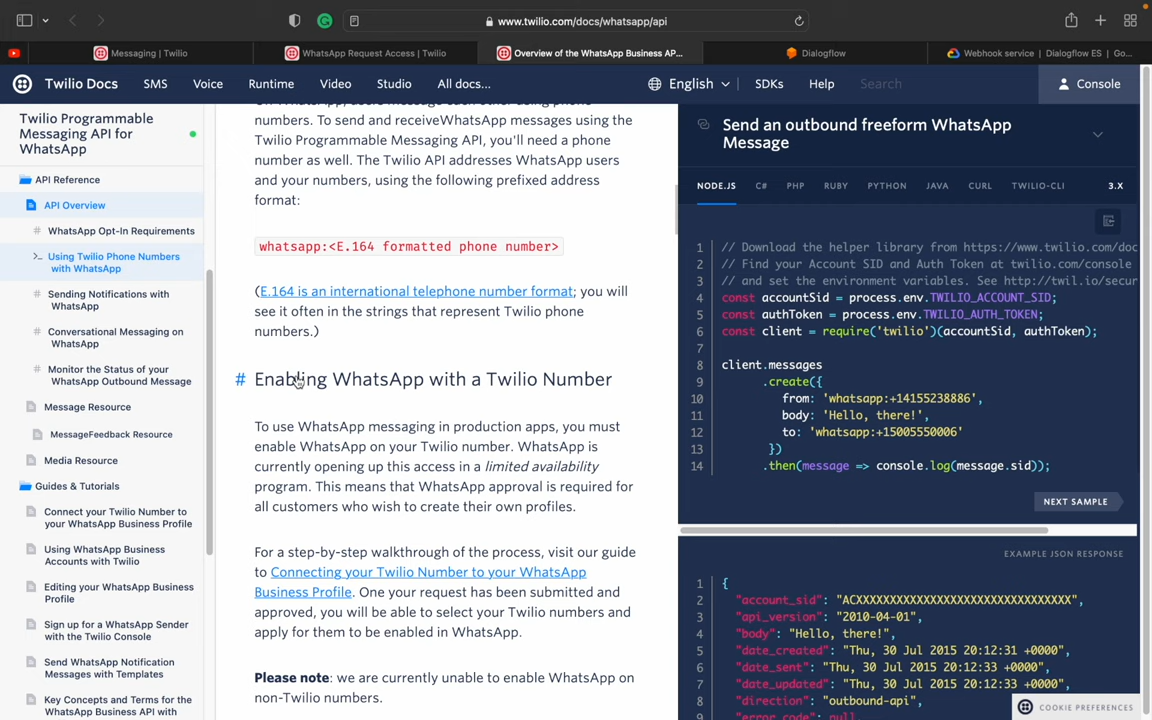 www.twilio.com/docs/whatsapp/api
Messaging | Twilio
WhatsApp Request Access | Twilio
Overview of the WhatsApp Business AP...
Dialogflow
Webhook service | Dialogflow ES | Go...
Twilio Docs
SMS
Voice
Runtime
Video
Studio
All docs...
English
SDKs
Help
Search
Console
Twilio Programmable
Messaging API for
WhatsApp
API Reference
API Overview
# WhatsApp Opt-In Requirements
Using Twilio Phone Numbers
with WhatsApp
# Sending Notifications with
WhatsApp
# Conversational Messaging on
WhatsApp
# Monitor the Status of your
WhatsApp Outbound Message
Message Resource
MessageFeedback Resource
Media Resource
Guides & Tutorials
Connect your Twilio Number to
your WhatsApp Business Profile
Using WhatsApp Business
Accounts with Twilio
Editing your WhatsApp Business
Profile
Sign up for a WhatsApp Sender
with the Twilio Console
Send WhatsApp Notification
Messages with Templates
Key Concepts and Terms for the
WhatsApp Business API with
numbers. To send and receiveWhatsApp messages using the
Twilio Programmable Messaging API, you'll need a phone
number as well. The Twilio API addresses WhatsApp users
and your numbers, using the following prefixed address
format:
whatsapp:<E.164 formatted phone number>
(E.164 is an international telephone number format; you will
see it often in the strings that represent Twilio phone
numbers.)
# Enabling WhatsApp with a Twilio Number
To use WhatsApp messaging in production apps, you must
enable WhatsApp on your Twilio number. WhatsApp is
currently opening up this access in a limited availability
program. This means that WhatsApp approval is required for
all customers who wish to create their own profiles.
For a step-by-step walkthrough of the process, visit our guide
to Connecting your Twilio Number to your WhatsApp
Business Profile. One your request has been submitted and
approved, you will be able to select your Twilio numbers and
apply for them to be enabled in WhatsApp.
Please note: we are currently unable to enable WhatsApp on
non-Twilio numbers.
Send an outbound freeform WhatsApp
Message
NODE.JS C# PHP RUBY PYTHON JAVA CURL TWILIO-CLI 3.X
1 // Download the helper library from https://www.twilio.com/doc
2 // Find your Account SID and Auth Token at twilio.com/console
3 // and set the environment variables. See http://twil.io/secur
4 const accountSid = process.env.TWILIO_ACCOUNT_SID;
5 const authToken = process.env.TWILIO_AUTH_TOKEN;
6 const client = require('twilio')(accountSid, authToken);
7
8 client.messages
9 .create({
10 from: 'whatsapp:+14155238886',
11 body: 'Hello, there!',
12 to: 'whatsapp:+15005550006'
13 })
14 .then(message => console.log(message.sid));
NEXT SAMPLE
EXAMPLE JSON RESPONSE
1 {
2 "account_sid": "ACXXXXXXXXXXXXXXXXXXXXXXXXXXXXXXXX",
3 "api_version": "2010-04-01",
4 "body": "Hello, there!",
5 "date_created": "Thu, 30 Jul 2015 20:12:31 +0000",
6 "date_sent": "Thu, 30 Jul 2015 20:12:33 +0000",
7 "date_updated": "Thu, 30 Jul 2015 20:12:33 +0000",
8 "direction": "outbound-api",
9 "error_code": null,
COOKIE PREFERENCES